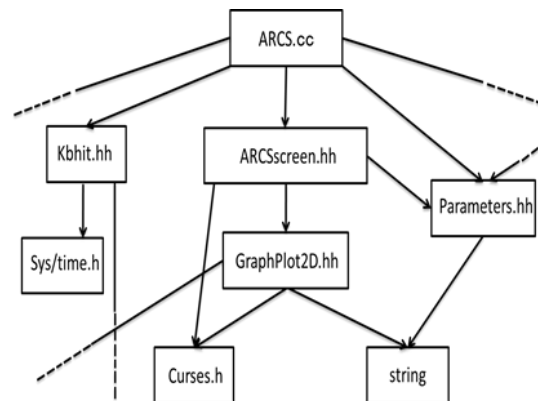 ARCS.cc
Kbhit.hh
ARCSscreen.hh
Parameters.hh
Sys/time.h
GraphPlot2D.hh
Curses.h
string